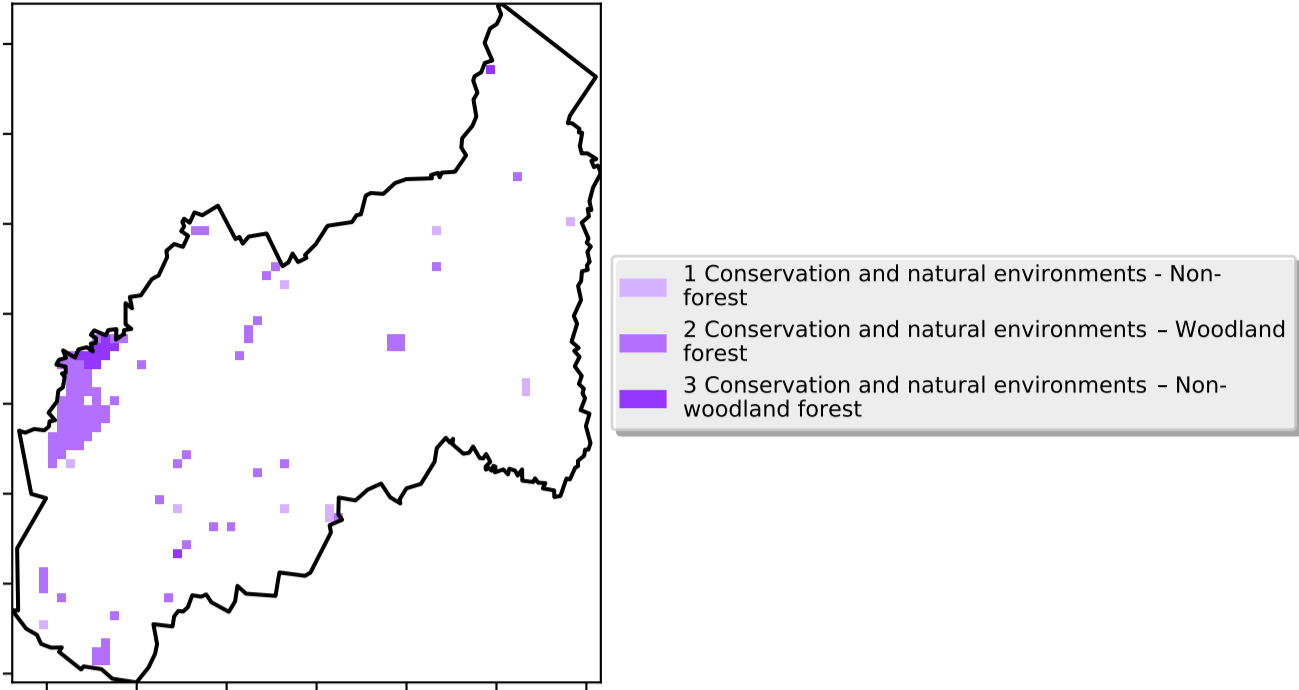 1 Conservation and natural environments - Non-
forest
2 Conservation and natural environments – Woodland
forest
3 Conservation and natural environments – Non-
woodland forest